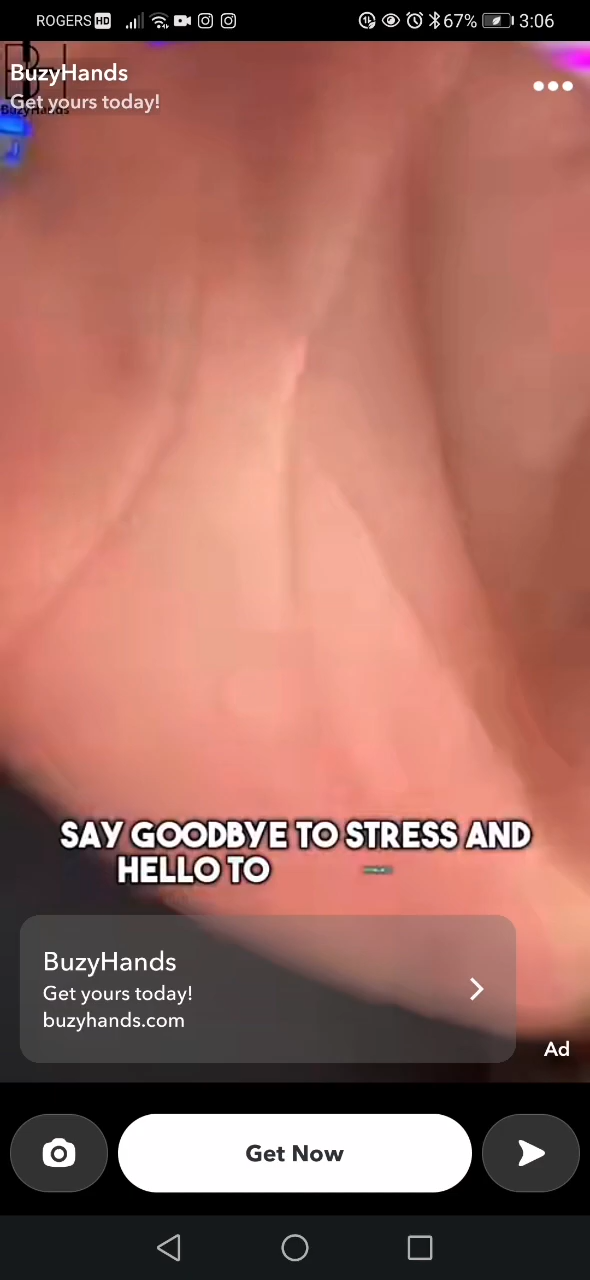 ROGERS HD
67% 3:06
BuzyHands
Get yours today!
BuzyHands
SAY GOODBYE TO STRESS AND
HELLO TO
BuzyHands
Get yours today!
buzyhands.com
Ad
Get Now